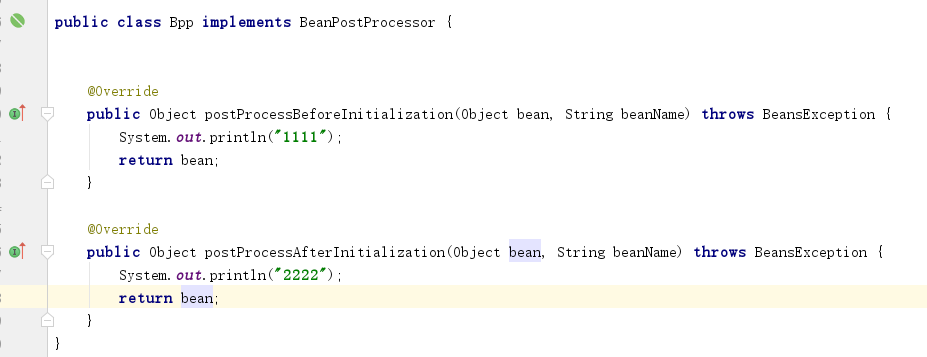 public class Bpp implements BeanPostProcessor {
@Override
public Object postProcessBeforeInitialization(Object bean, String beanName) throws BeansException {
System.out.println("1111");
return bean;
}
@Override
public Object postProcessAfterInitialization(Object bean, String beanName) throws BeansException {
System.out.println("2222");
return bean;
}
}